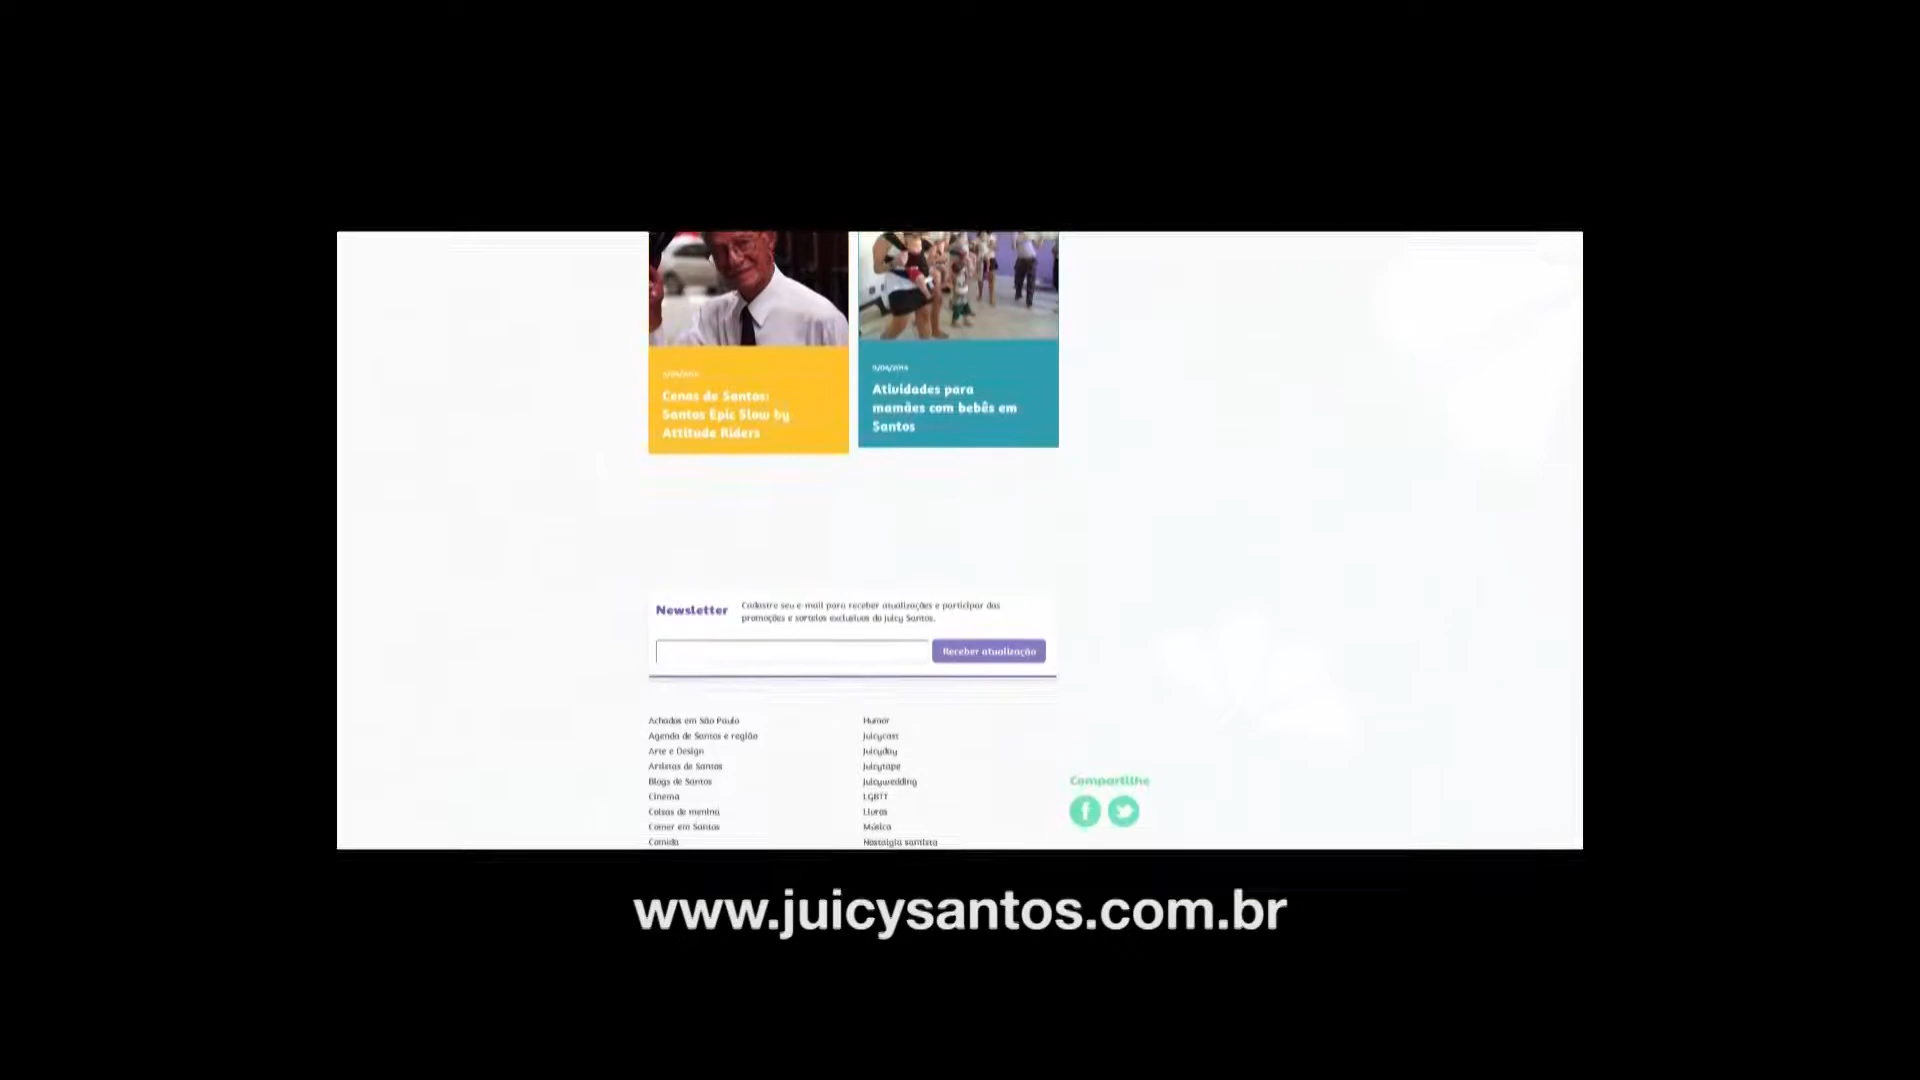 Cenas de Santos:
Santos Epic Slow by
Attitude Riders
11/04/2014
Atividades para
mamães com bebês em
Santos
Newsletter
Cadastre seu e-mail para receber atualizações e participar das
promoções e sorteios exclusivos do Juicy Santos.
Receber atualização
Achados em São Paulo
Agenda de Santos e região
Arte e Design
Artistas de Santos
Blogs de Santos
Cinema
Coisas de menina
Comer em Santos
Comida
Humor
Juicycast
Juicyday
Juicytape
Juicywedding
LGBTT
Livros
Música
Nostalgia santista
Compartilhe
www.juicysantos.com.br